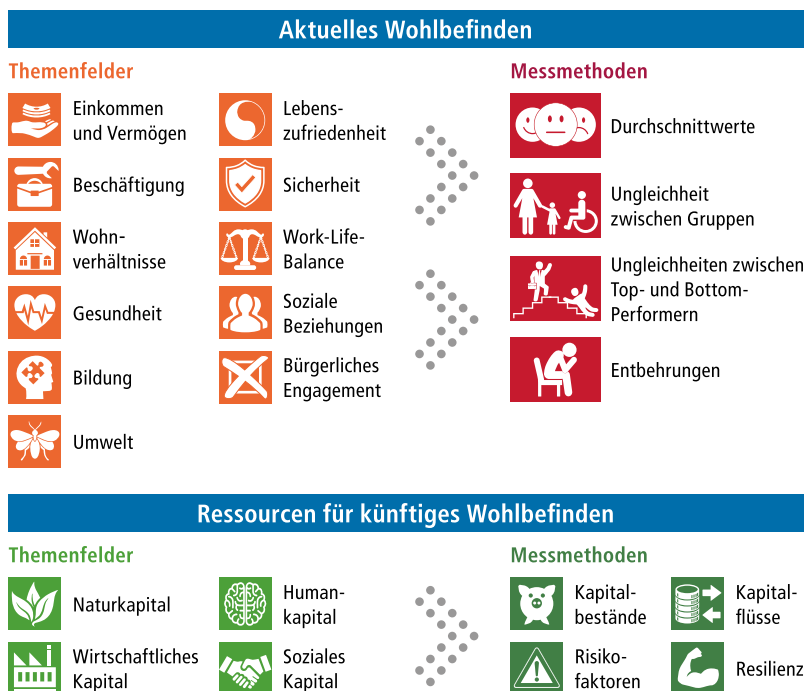 Aktuelles Wohlbefinden
Themenfelder
Einkommen
und Vermögen
Beschäftigung
Wohn-
verhältnisse
Gesundheit
Bildung
Umwelt
Lebens-
zufriedenheit
Sicherheit
Work-Life-
Balance
Soziale
Beziehungen
Bürgerliches
Engagement
Messmethoden
Durchschnittwerte
Ungleichheit
zwischen Gruppen
Ungleichheiten zwischen
Top- und Bottom-
Performern
Entbehrungen
Ressourcen für künftiges Wohlbefinden
Themenfelder
Naturkapital
Wirtschaftliches
Kapital
Human-
kapital
Soziales
Kapital
Messmethoden
Kapital-
bestände
Risiko-
faktoren
Kapital-
flüsse
Resilienz